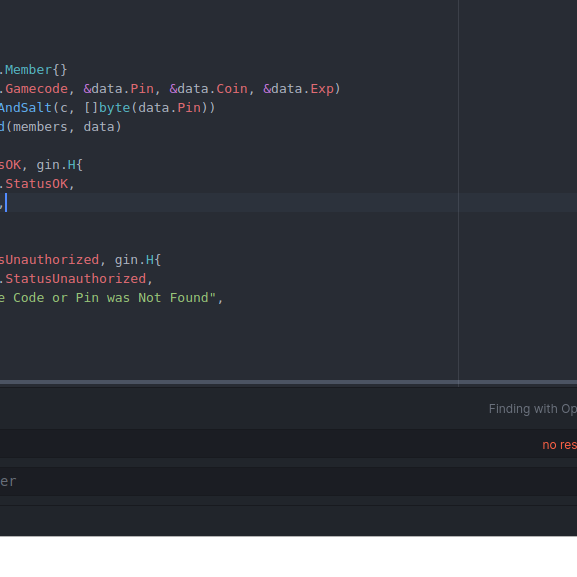 .Member{}
.Gamecode, &data.Pin, &data.Coin, &data.Exp)
AndSalt(c, []byte(data.Pin))
d(members, data)
sOK, gin.H{
.StatusOK,
,
sUnauthorized, gin.H{
.StatusUnauthorized,
e Code or Pin was Not Found",
Finding with Op
no res
er